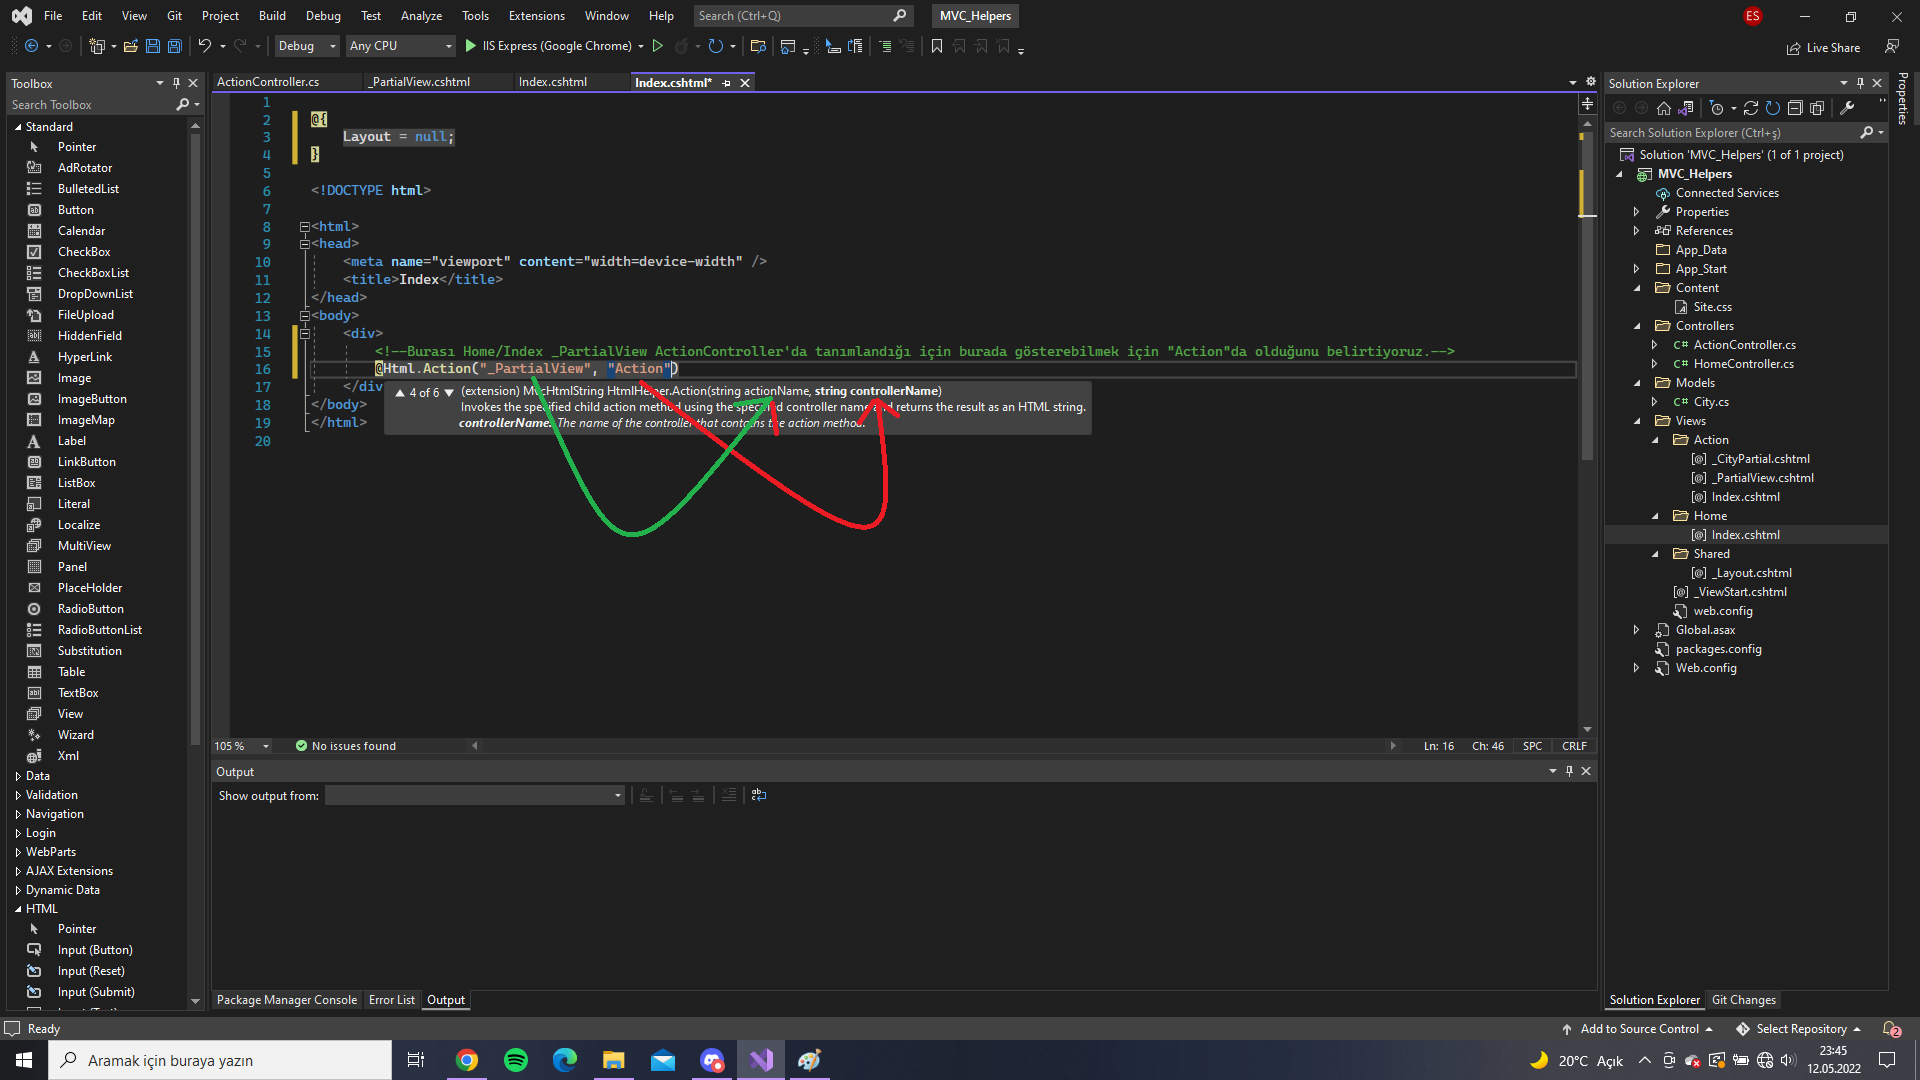 File Edit View Git Project Build Debug Test Analyze Tools Extensions Window Help Search (Ctrl+Q) MVC_Helpers ES
Debug Any CPU IIS Express (Google Chrome) Live Share
Toolbox
Search Toolbox
Standard
Pointer
AdRotator
BulletedList
Button
Calendar
CheckBox
CheckBoxList
DropDownList
FileUpload
HiddenField
HyperLink
Image
ImageButton
ImageMap
Label
LinkButton
ListBox
Literal
Localize
MultiView
Panel
PlaceHolder
RadioButton
RadioButtonList
Substitution
Table
TextBox
View
Wizard
Xml
Data
Validation
Navigation
Login
WebParts
AJAX Extensions
Dynamic Data
HTML
Pointer
Input (Button)
Input (Reset)
Input (Submit)
ActionController.cs _PartialView.cshtml Index.cshtml Index.cshtml*
1
2 @{
3 Layout = null;
4 }
5
6 <!DOCTYPE html>
7
8 <html>
9 <head>
10 <meta name="viewport" content="width=device-width" />
11 <title>Index</title>
12 </head>
13 <body>
14 <div>
15 <!--Burası Home/Index _PartialView ActionController'da tanımlandığı için burada gösterebilmek için "Action"da olduğunu belirtiyoruz.-->
16 @Html.Action("_PartialView", "Action")
17 </div
18 </body>
19 </html>
20
4 of 6 (extension) MvcHtmlString HtmlHelper.Action(string actionName, string controllerName)
Invokes the specified child action method using the specified controller name and returns the result as an HTML string.
controllerName: The name of the controller that contains the action method.
105 % No issues found Ln: 16 Ch: 46 SPC CRLF
Output
Show output from:
Package Manager Console Error List Output
Solution Explorer
Search Solution Explorer (Ctrl+ş)
Solution 'MVC_Helpers' (1 of 1 project)
MVC_Helpers
Connected Services
Properties
References
App_Data
App_Start
Content
Site.css
Controllers
C# ActionController.cs
C# HomeController.cs
Models
C# City.cs
Views
Action
[@] _CityPartial.cshtml
[@] _PartialView.cshtml
[@] Index.cshtml
Home
[@] Index.cshtml
Shared
[@] _Layout.cshtml
[@] _ViewStart.cshtml
web.config
Global.asax
packages.config
Web.config
Solution Explorer Git Changes
Properties
Ready Add to Source Control Select Repository 2
Aramak için buraya yazın 20°C Açık 23:45
12.05.2022